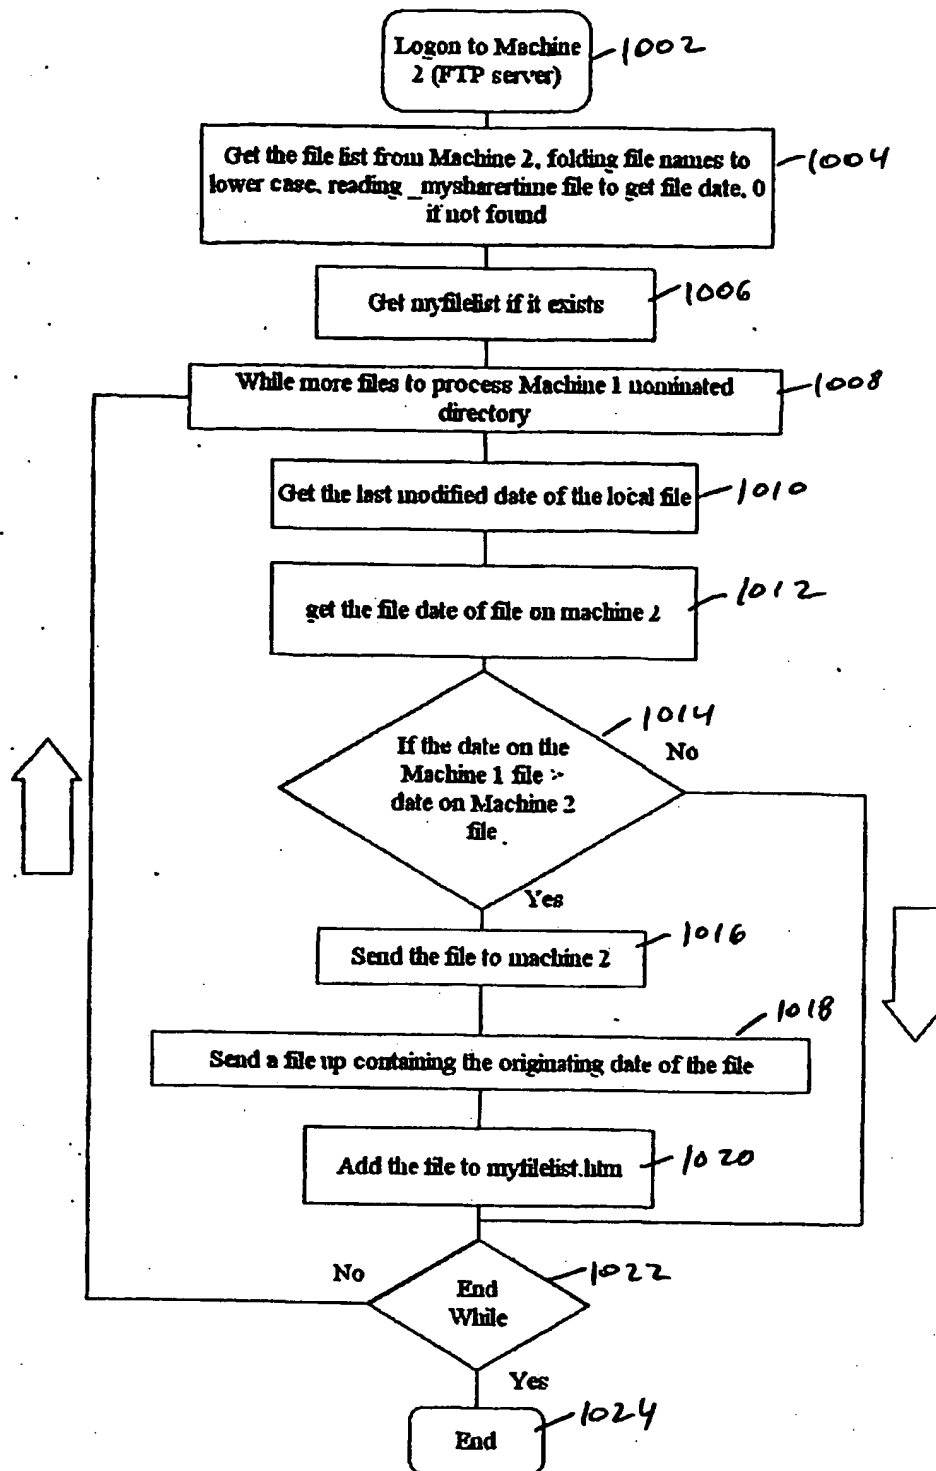 Logon to Machine
2 (FTP server)
1002
Get the file list from Machine 2, folding file names to
lower case, reading _mysharertime file to get file date, 0
if not found
1004
Get myfilelist if it exists
1006
While more files to process Machine 1 nominated
directory
1008
Get the last modified date of the local file
1010
get the file date of file on machine 2
1012
If the date on the
Machine 1 file >
date on Machine 2
file
1014
No
Yes
Send the file to machine 2
1016
Send a file up containing the originating date of the file
1018
Add the file to myfilelist.htm
1020
No
End
While
1022
Yes
End
1024